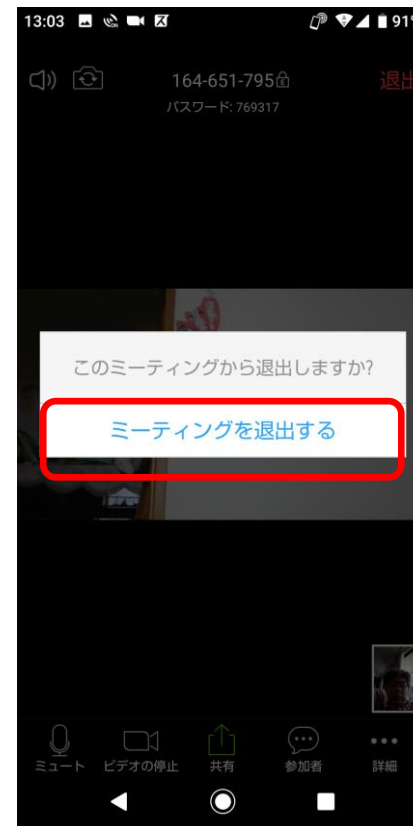 13:03
91%
164-651-795
退出
パスワード: 769317
このミーティングから退出しますか?
ミーティングを退出する
ミュート
ビデオの停止
共有
参加者
詳細